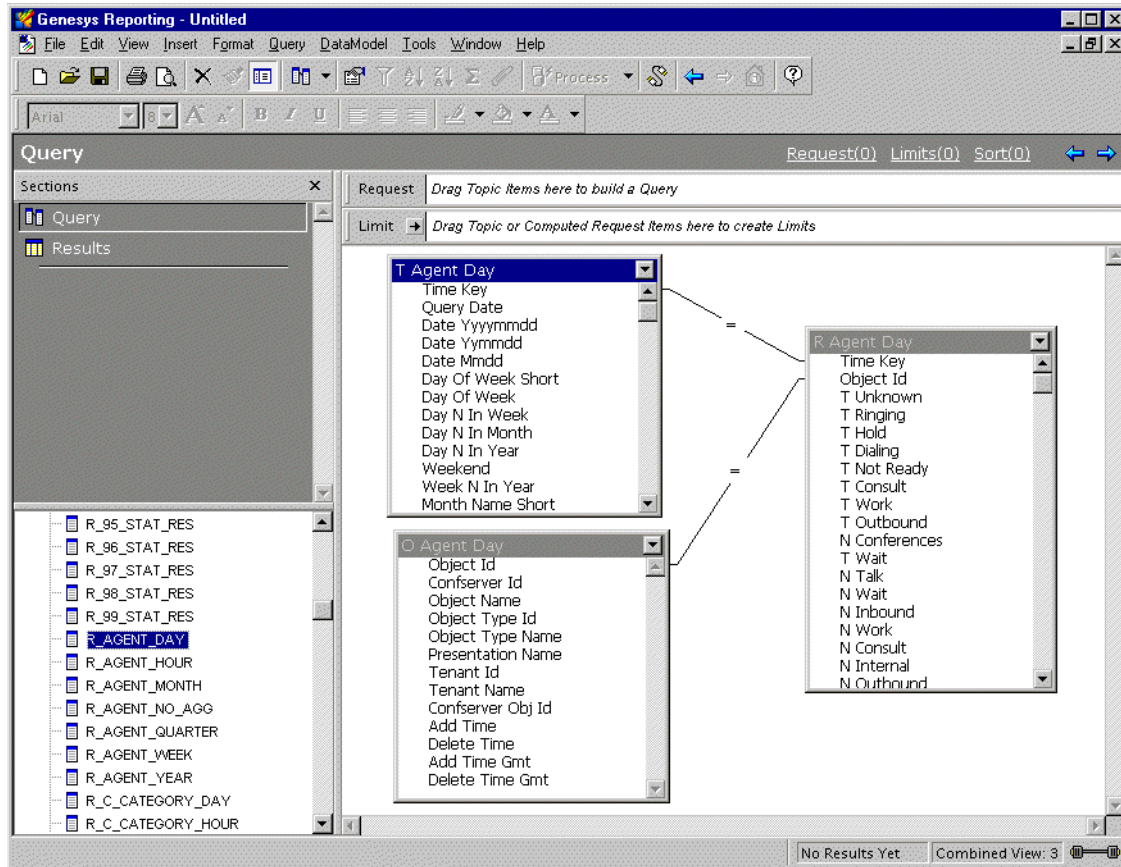 Genesys Reporting - Untitled
File Edit View Insert Format Query DataModel Tools Window Help
Process
Arial 8 A A B I U A
Query Request(0) Limits(0) Sort(0)
Sections x
Query
Results
Request Drag Topic Items here to build a Query
Limit Drag Topic or Computed Request Items here to create Limits
T Agent Day
Time Key
Query Date
Date Yyyymmdd
Date Yymmdd
Date Mmdd
Day Of Week Short
Day Of Week
Day N In Week
Day N In Month
Day N In Year
Weekend
Week N In Year
Month Name Short
=
=
R Agent Day
Time Key
Object Id
T Unknown
T Ringing
T Hold
T Dialing
T Not Ready
T Consult
T Work
T Outbound
N Conferences
T Wait
N Talk
N Wait
N Inbound
N Work
N Consult
N Internal
N Outbound
O Agent Day
Object Id
Confserver Id
Object Name
Object Type Id
Object Type Name
Presentation Name
Tenant Id
Tenant Name
Confserver Obj Id
Add Time
Delete Time
Add Time Gmt
Delete Time Gmt
R_95_STAT_RES
R_96_STAT_RES
R_97_STAT_RES
R_98_STAT_RES
R_99_STAT_RES
R_AGENT_DAY
R_AGENT_HOUR
R_AGENT_MONTH
R_AGENT_NO_AGG
R_AGENT_QUARTER
R_AGENT_WEEK
R_AGENT_YEAR
R_C_CATEGORY_DAY
R_C_CATEGORY_HOUR
No Results Yet Combined View: 3